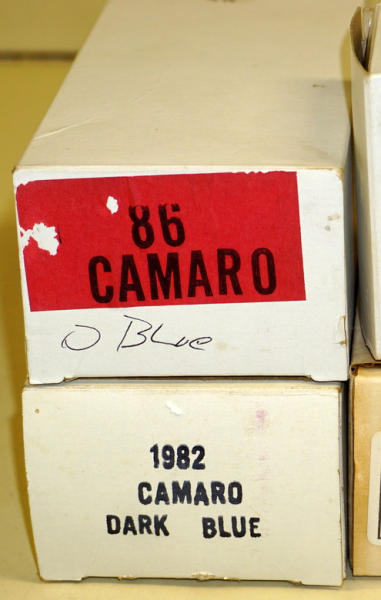 86
CAMARO
D Blue
1982
CAMARO
DARK BLUE